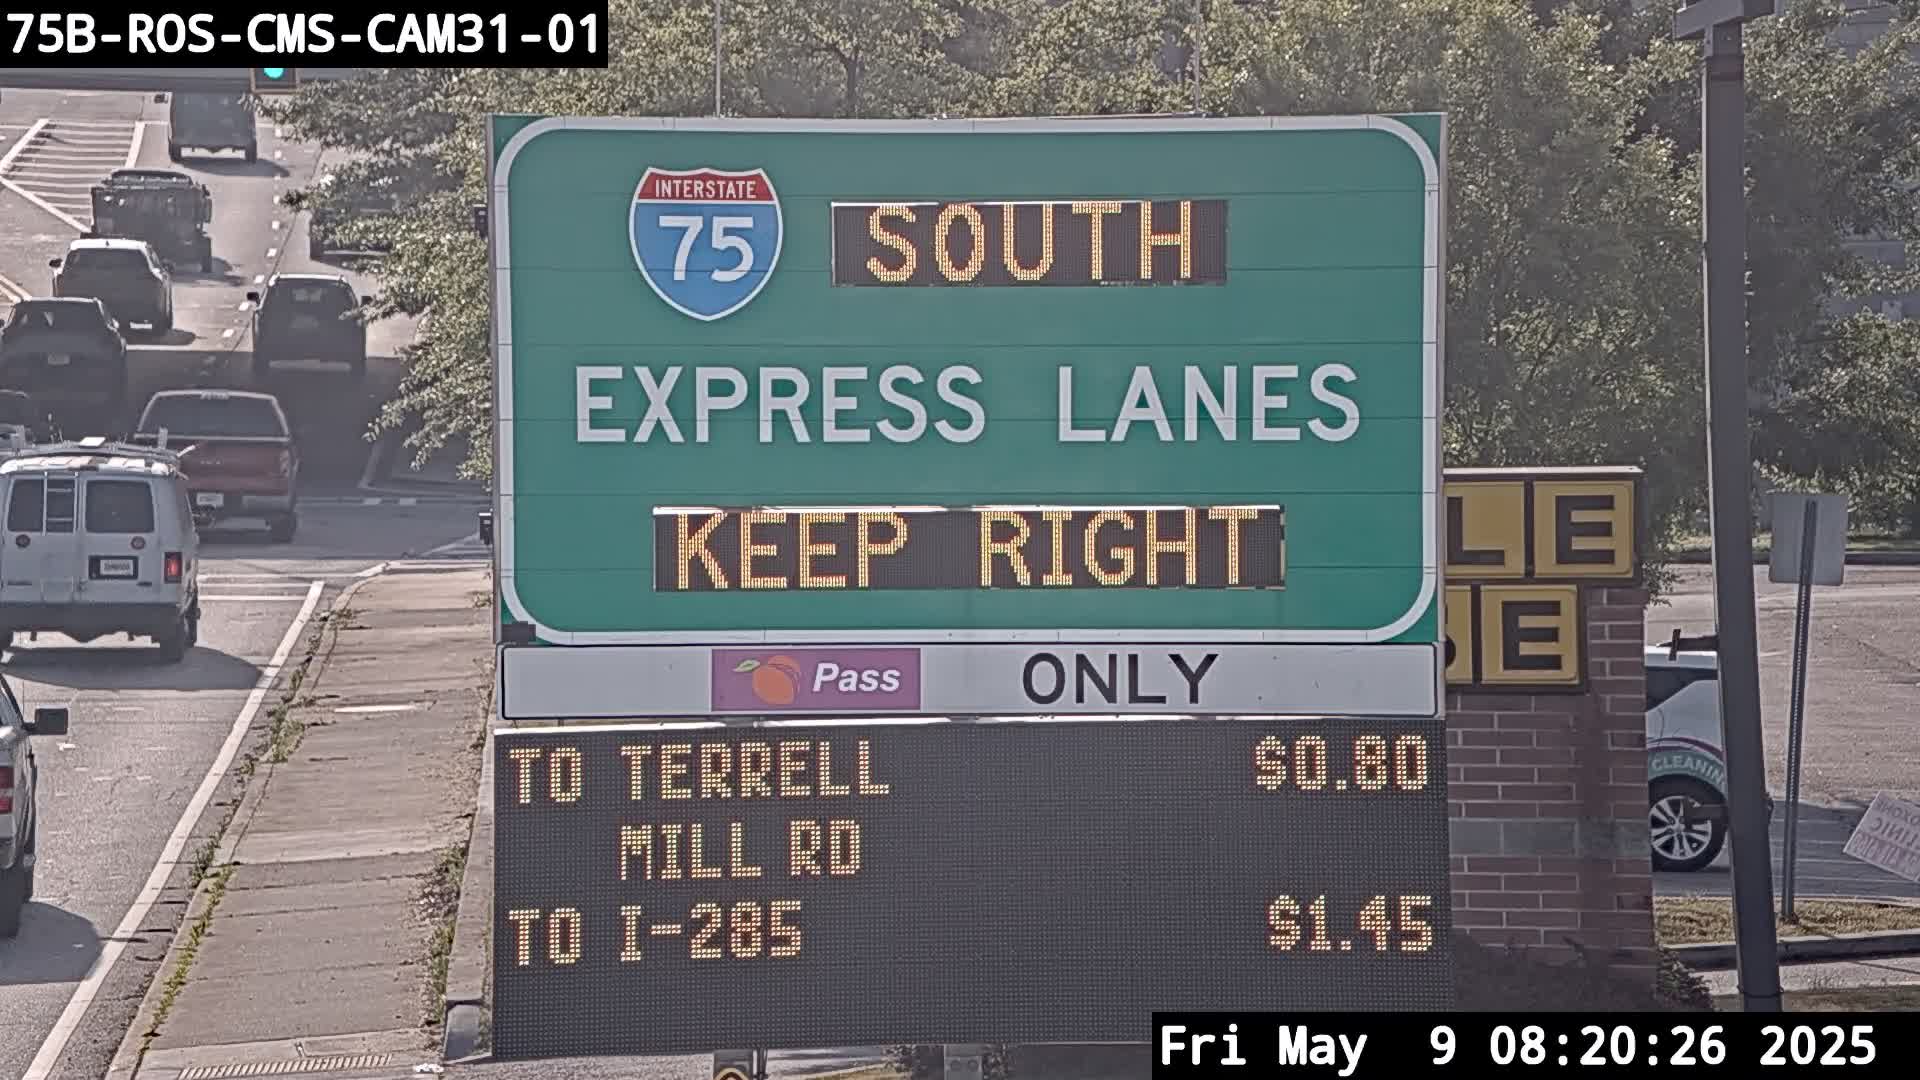 75B-ROS-CMS-CAM31-01
INTERSTATE
75
SOUTH
EXPRESS LANES
KEEP RIGHT
Pass ONLY
TO TERRELL $0.80
MILL RD
TO I-285 $1.45
LE
E
CLEANIN
Fri May 9 08:20:26 2025